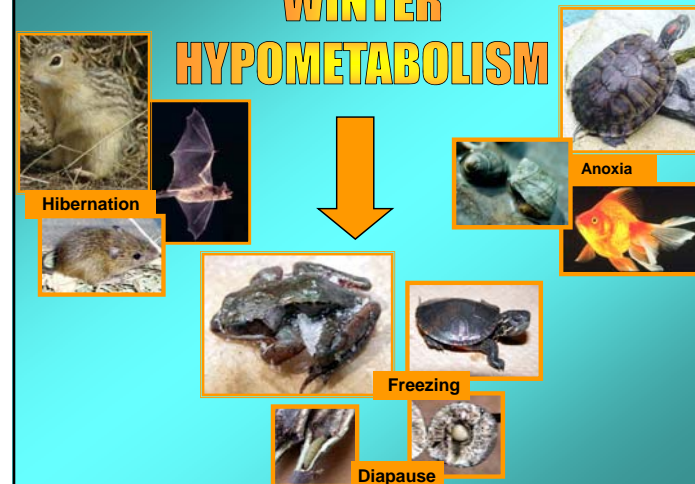 WINTER
HYPOMETABOLISM
Hibernation
Anoxia
Freezing
Diapause